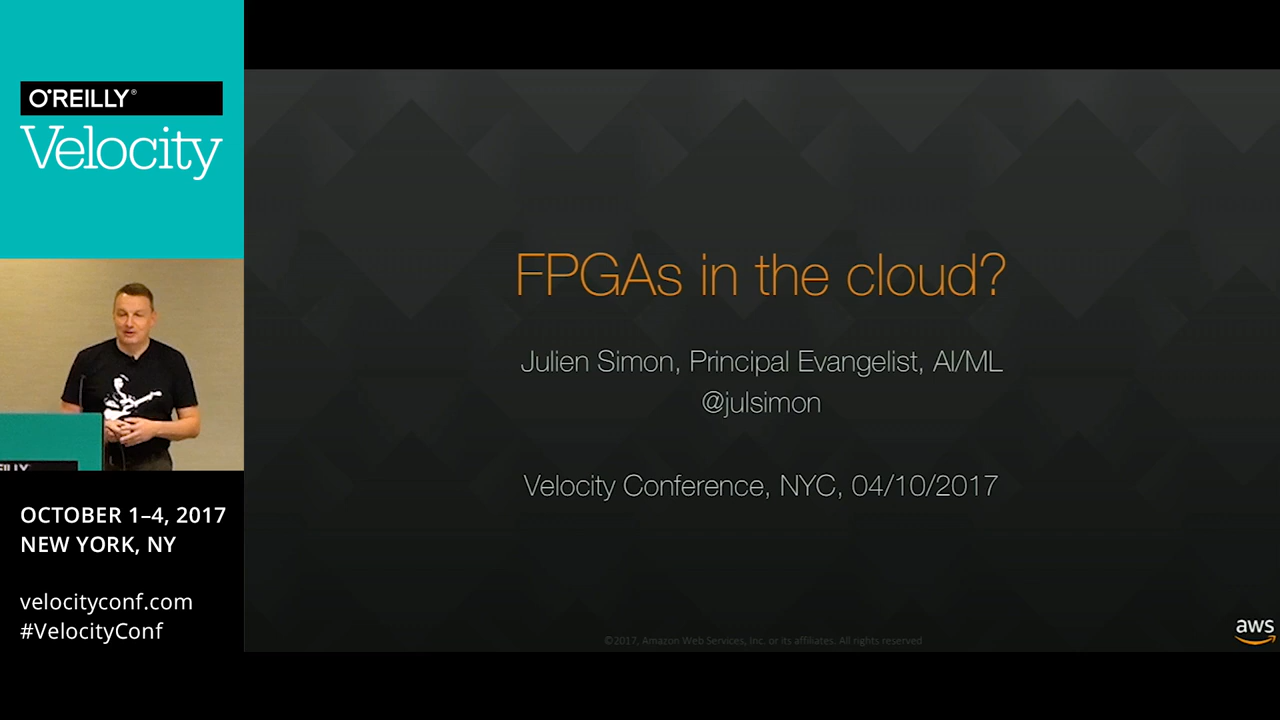 O'REILLY®
Velocity
FPGAs in the cloud?
Julien Simon, Principal Evangelist, AI/ML
@julsimon
Velocity Conference, NYC, 04/10/2017
OCTOBER 1–4, 2017
NEW YORK, NY
velocityconf.com
#VelocityConf
©2017, Amazon Web Services, Inc. or its affiliates. All rights reserved
aws